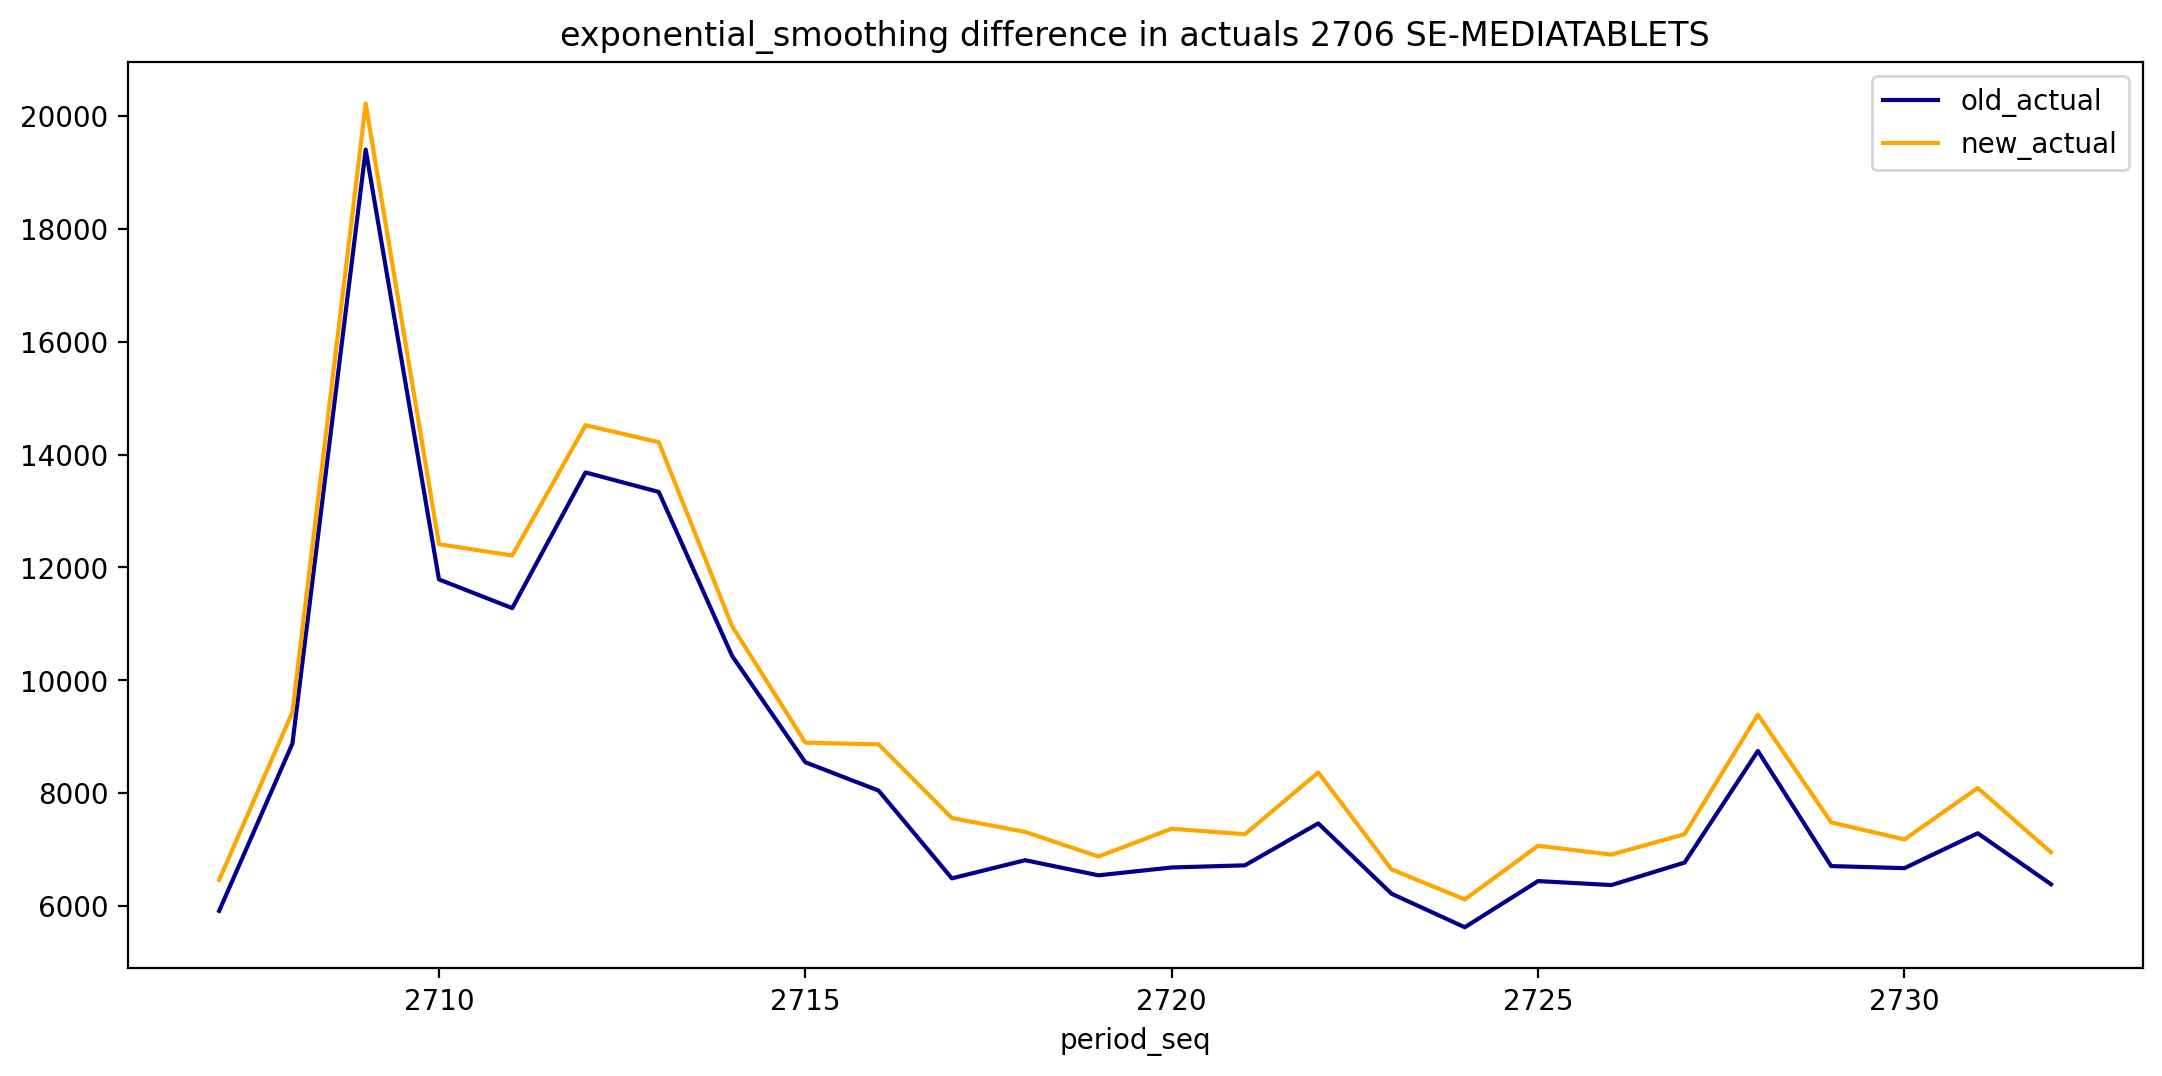 exponential_smoothing difference in actuals 2706 SE-MEDIATABLETS
old_actual
new_actual
20000
18000
16000
14000
12000
10000
8000
6000
2710 2715 2720 2725 2730
period_seq